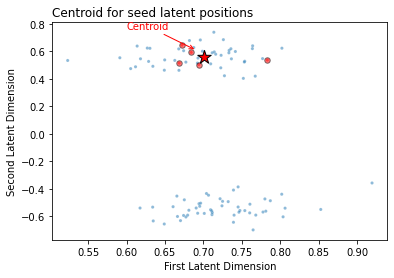 Centroid for seed latent positions
Centroid
Second Latent Dimension
0.8
0.6
0.4
0.2
0.0
−0.2
−0.4
−0.6
0.55 0.60 0.65 0.70 0.75 0.80 0.85 0.90
First Latent Dimension